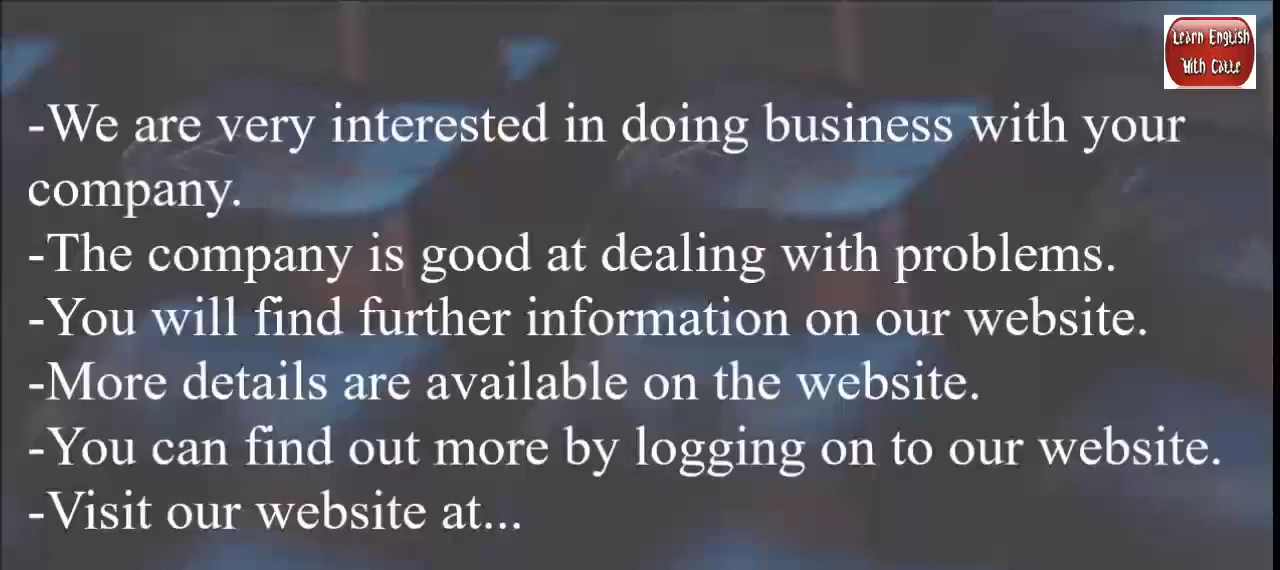 Learn English
With Calle
-We are very interested in doing business with your
company.
-The company is good at dealing with problems.
-You will find further information on our website.
-More details are available on the website.
-You can find out more by logging on to our website.
-Visit our website at...